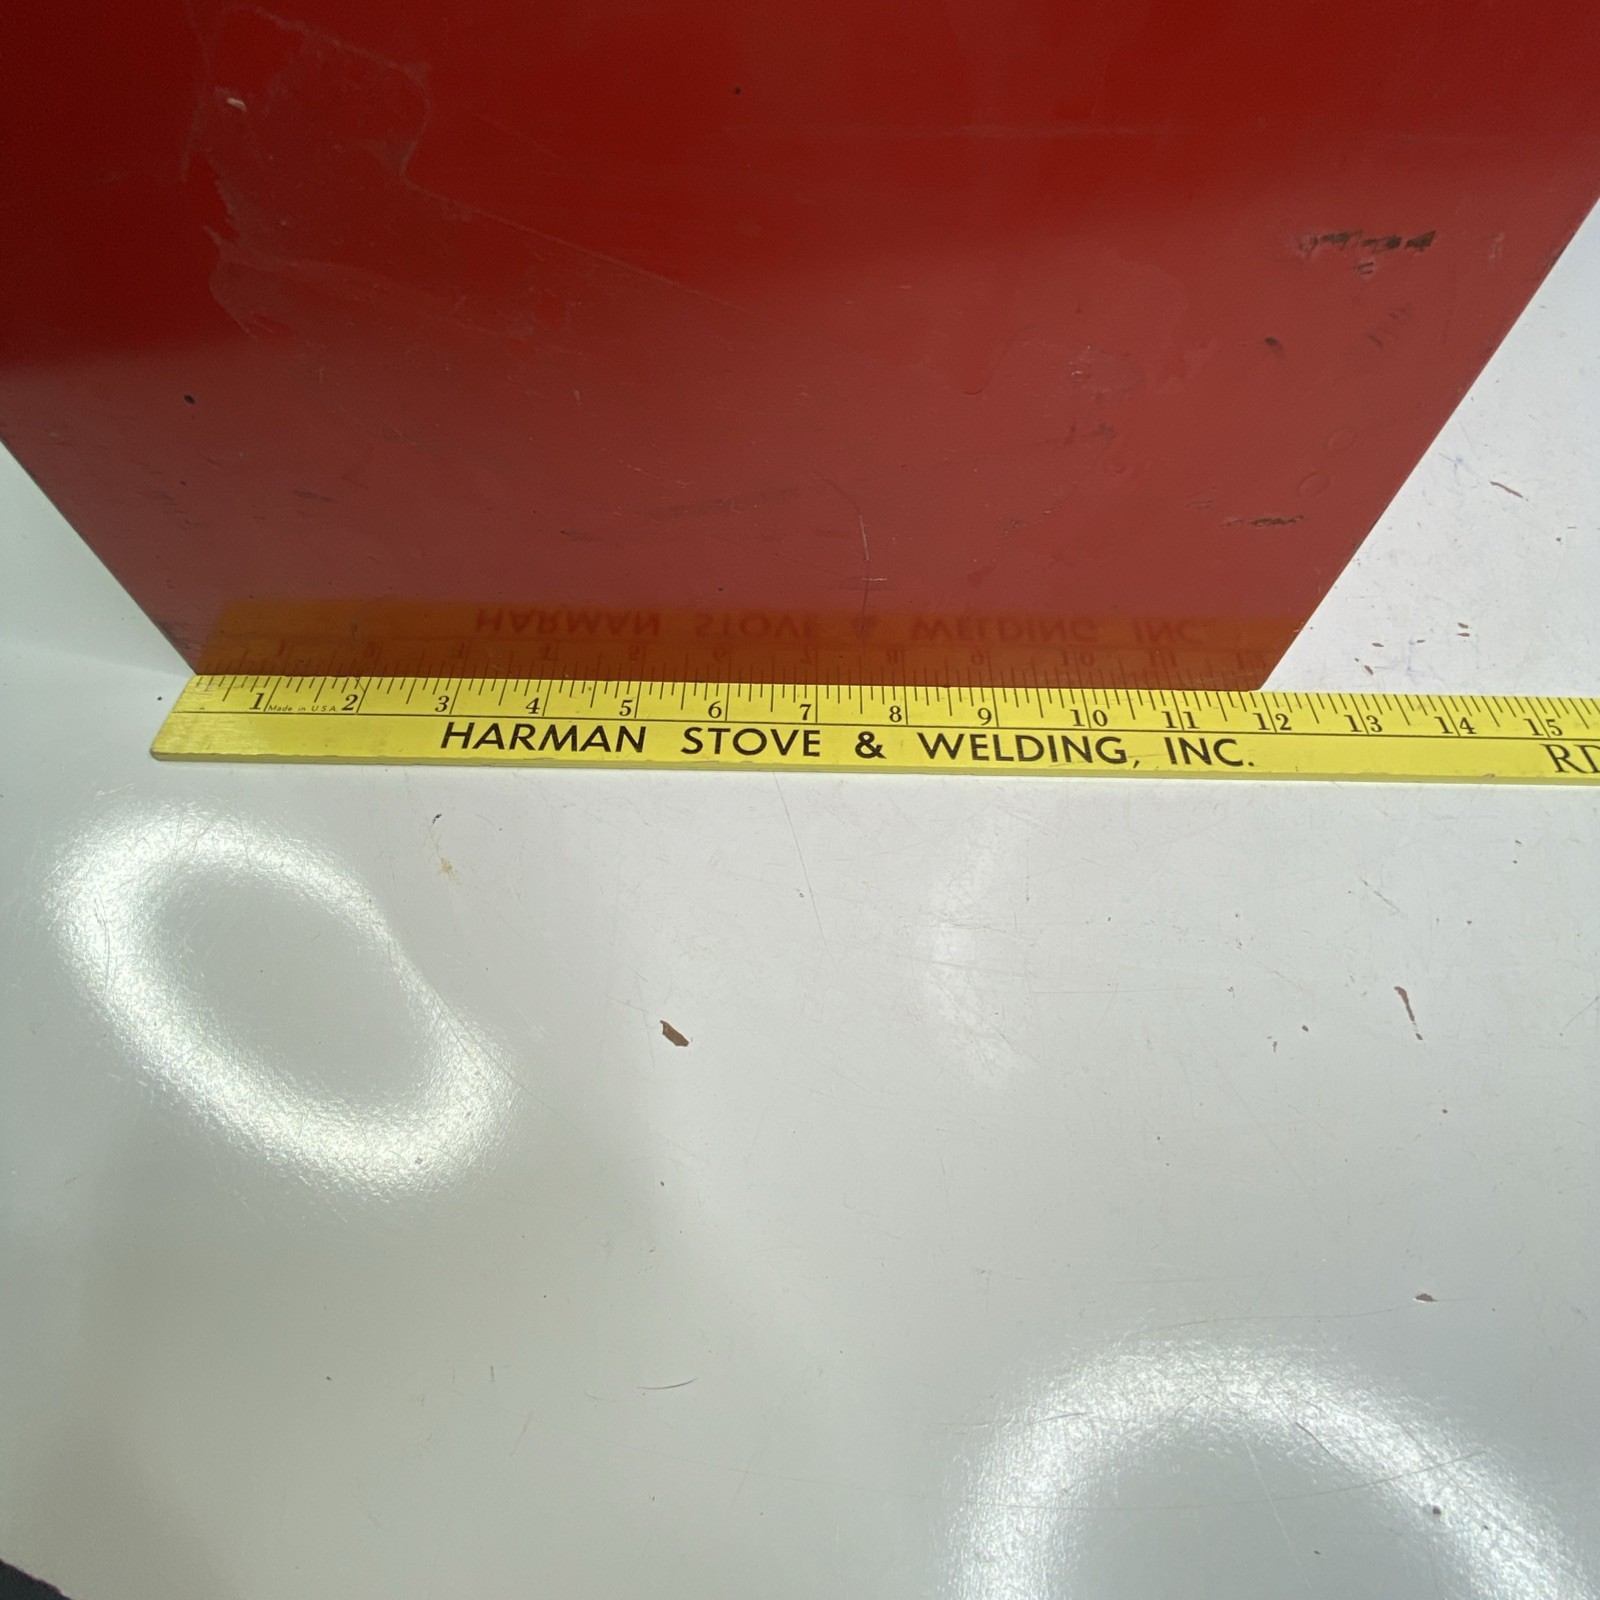 1 Made in U.S.A. 2 3 4 5 6 7 8 9 10 11 12 13 14 15
HARMAN STOVE & WELDING, INC. RD